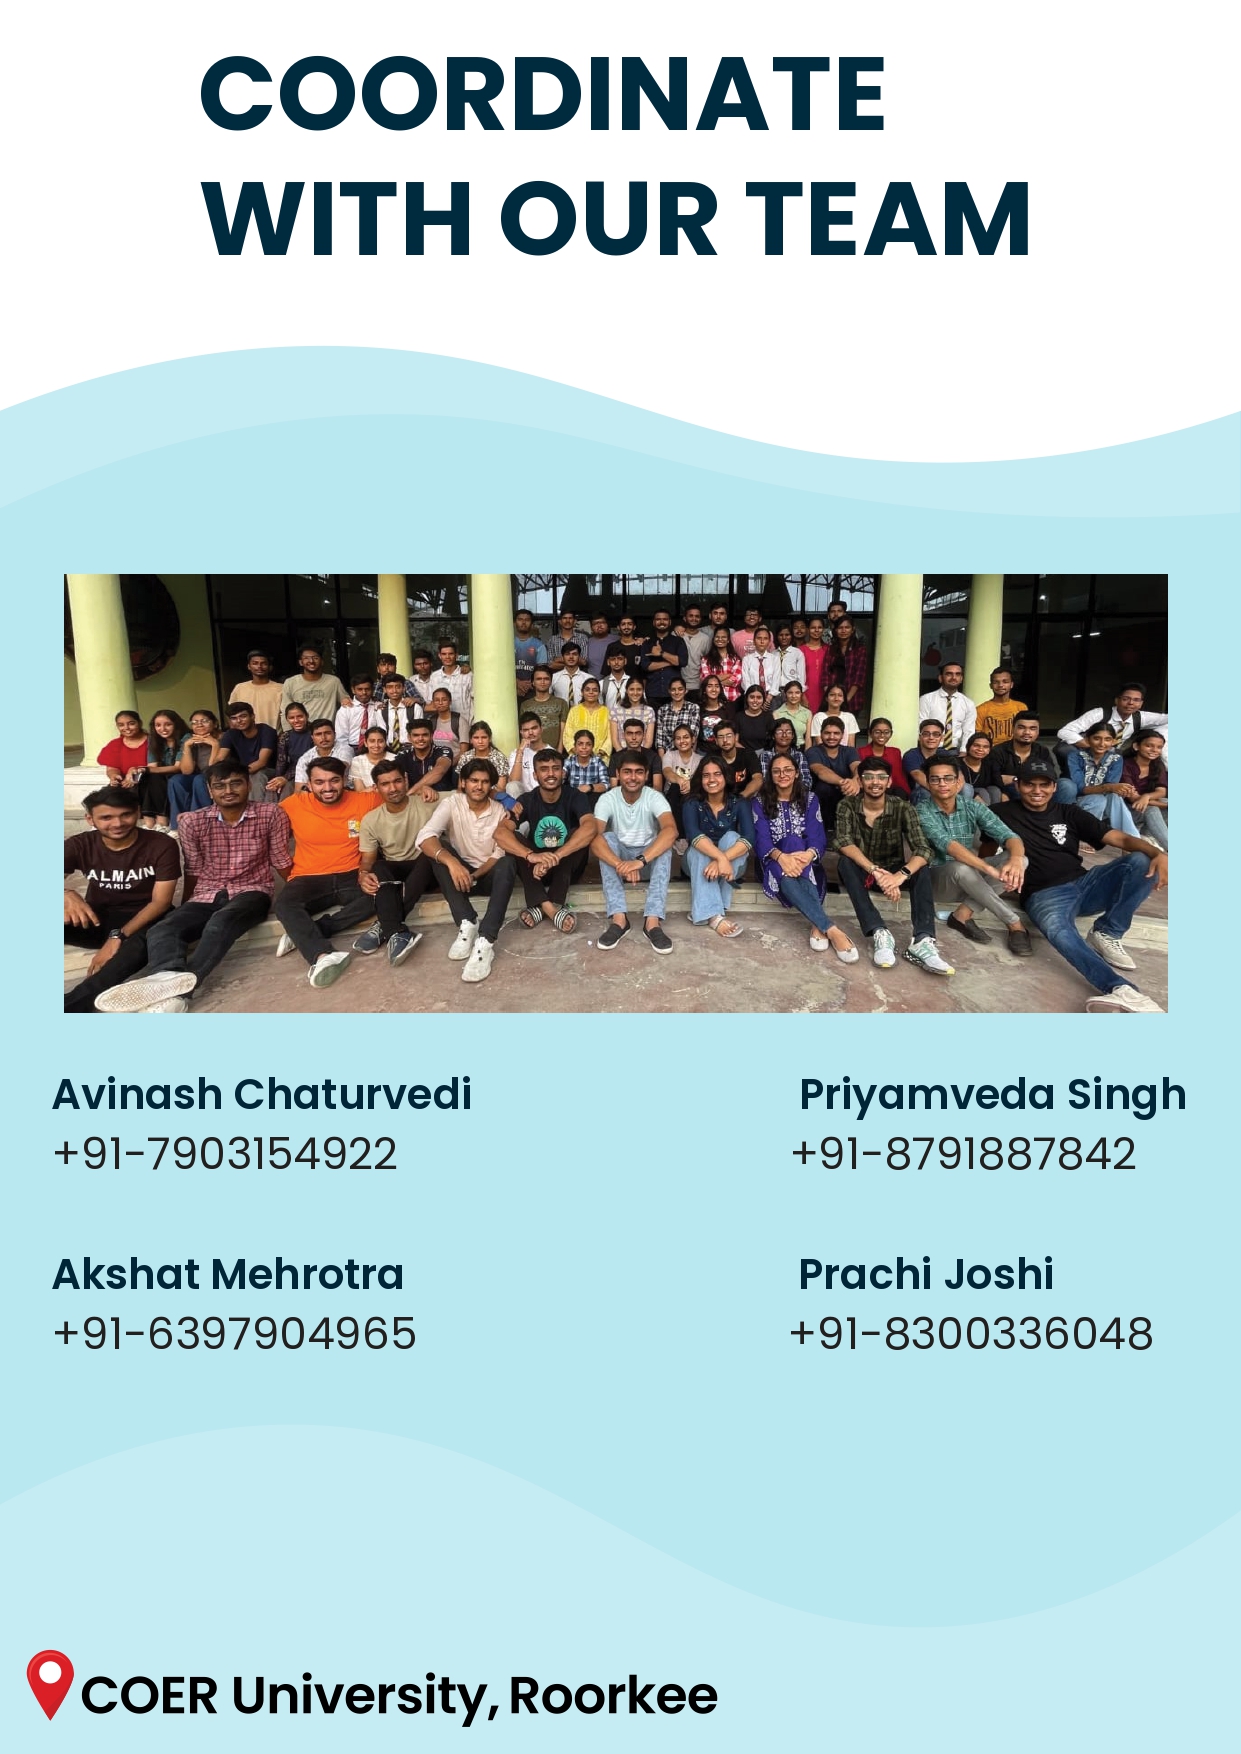 COORDINATE
WITH OUR TEAM
ALMAIN
PARIS
Avinash Chaturvedi
+91-7903154922
Priyamveda Singh
+91-8791887842
Akshat Mehrotra
+91-6397904965
Prachi Joshi
+91-8300336048
COER University, Roorkee